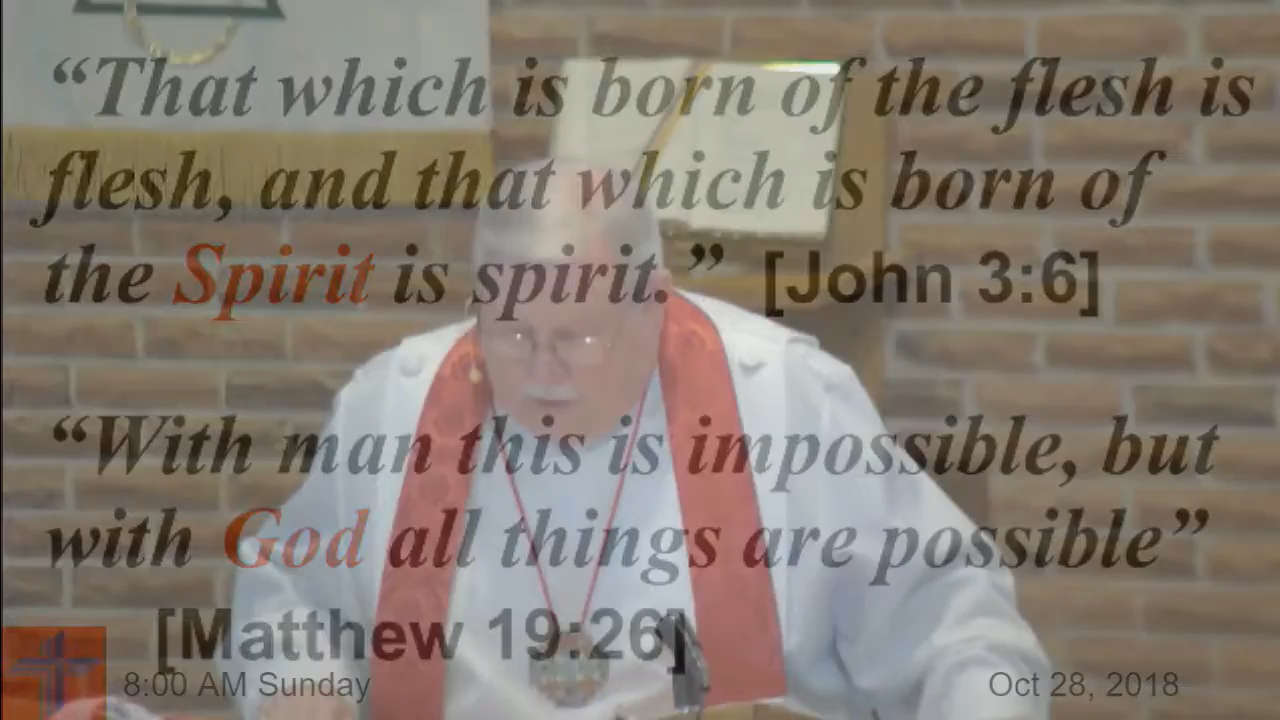 “That which is born of the flesh is
flesh, and that which is born of
the Spirit is spirit.” [John 3:6]
“With man this is impossible, but
with God all things are possible”
[Matthew 19:26]
8:00 AM Sunday Oct 28, 2018